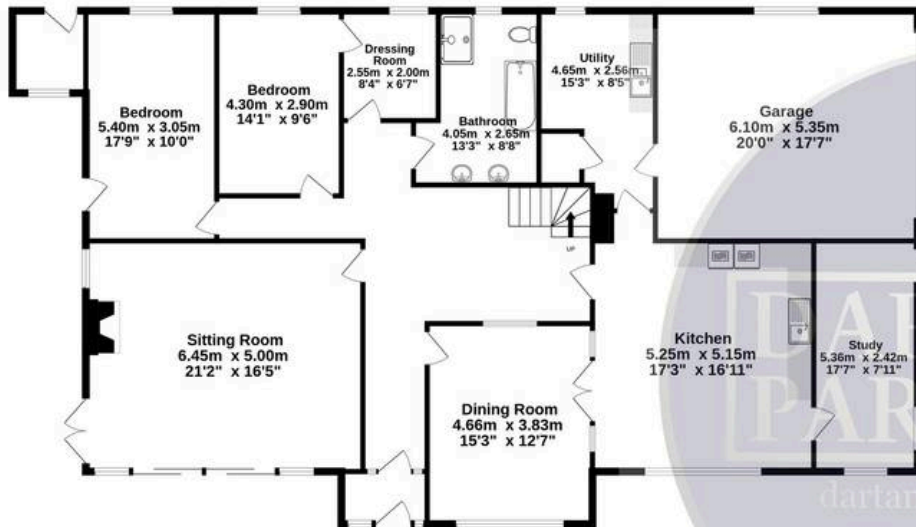 Bedroom
5.40m x 3.05m
17'9" x 10'0"
Bedroom
4.30m x 2.90m
14'1" x 9'6"
Dressing
Room
2.55m x 2.00m
8'4" x 6'7"
Bathroom
4.05m x 2.65m
13'3" x 8'8"
Utility
4.65m x 2.56m
15'3" x 8'5"
Garage
6.10m x 5.35m
20'0" x 17'7"
UP
Sitting Room
6.45m x 5.00m
21'2" x 16'5"
Dining Room
4.66m x 3.83m
15'3" x 12'7"
Kitchen
5.25m x 5.15m
17'3" x 16'11"
Study
5.36m x 2.42m
17'7" x 7'11"
PAR
dartan